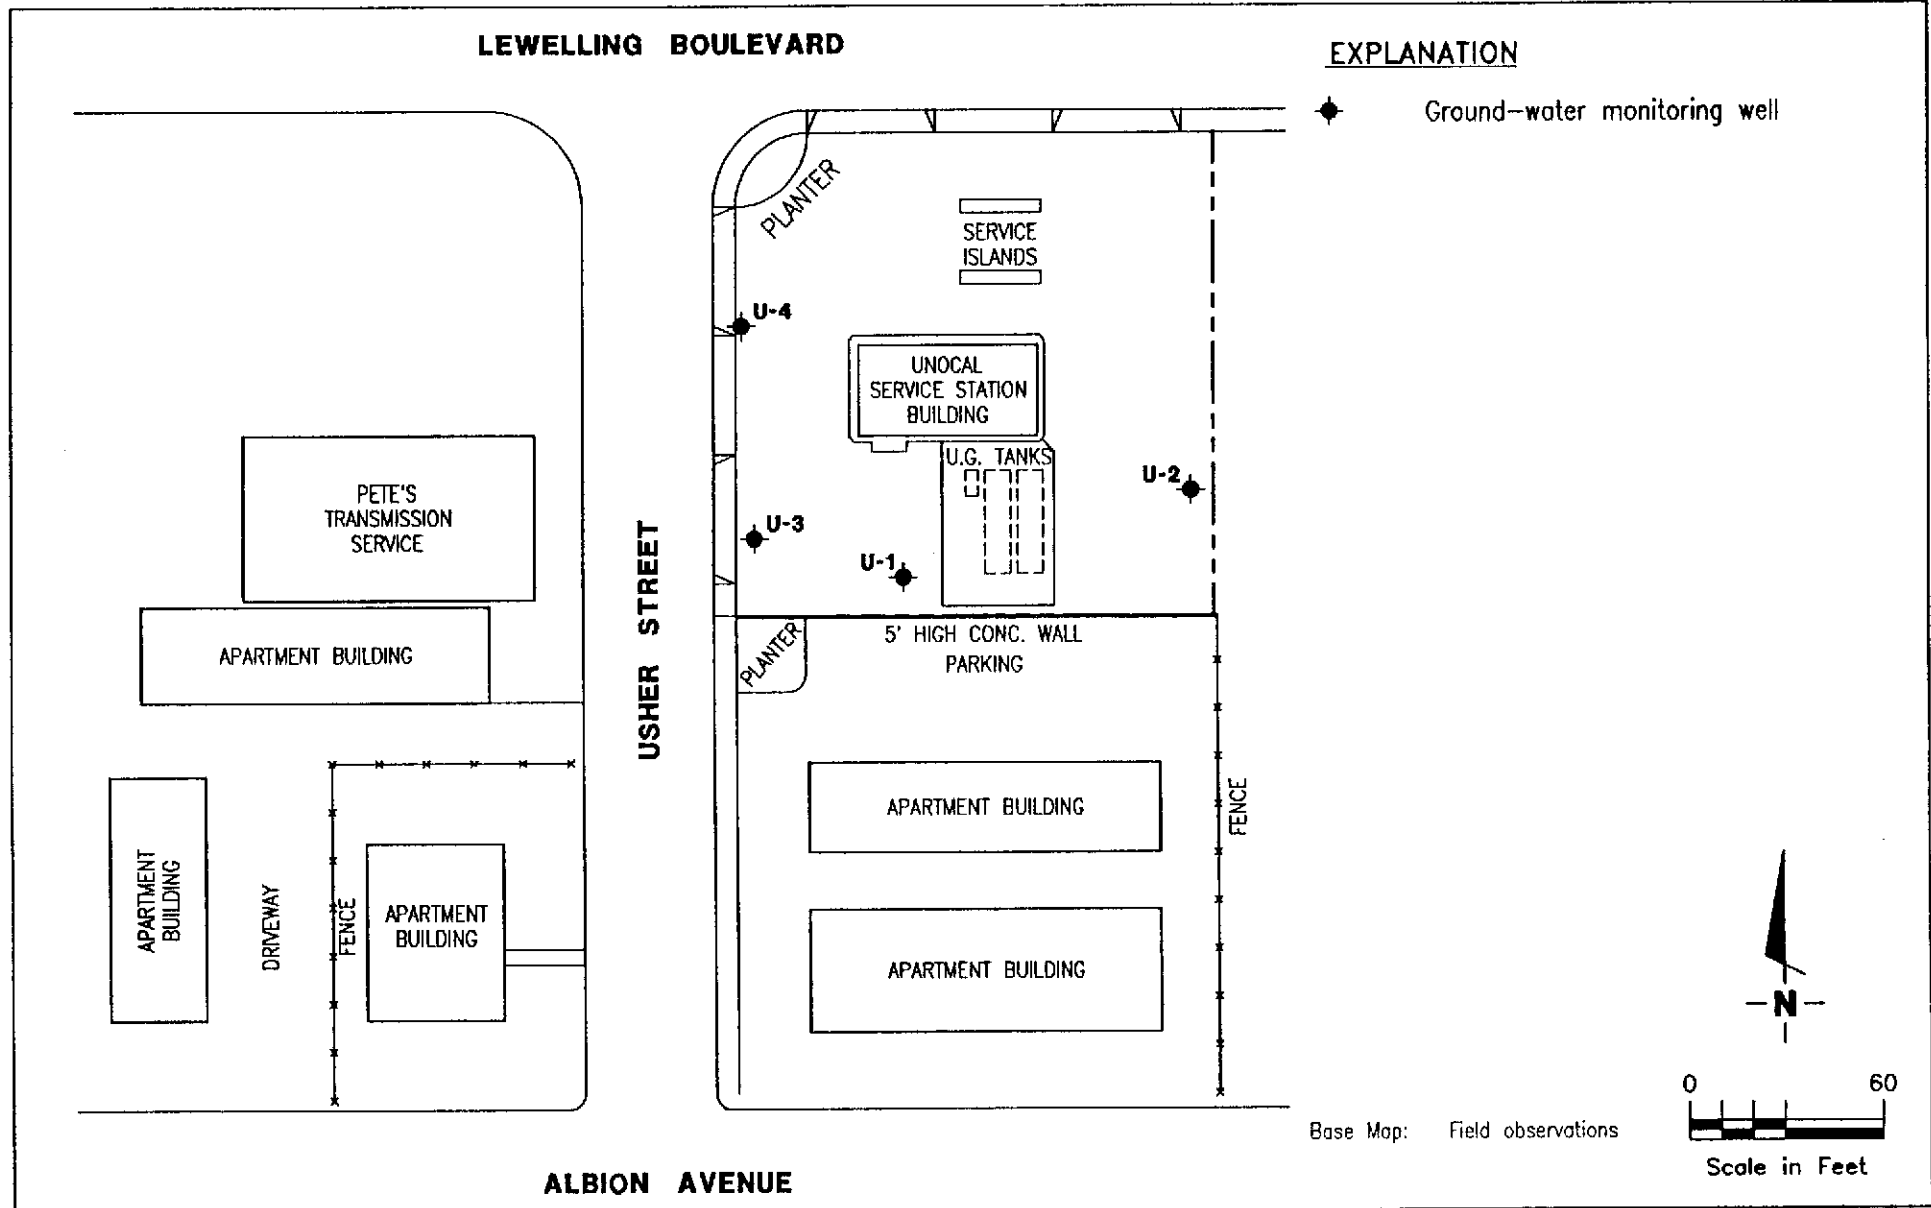 LEWELLING BOULEVARD
EXPLANATION
Ground-water monitoring well
PLANTER
SERVICE
ISLANDS
U-4
UNOCAL
SERVICE STATION
BUILDING
U.G. TANKS
U-2
PETE'S
TRANSMISSION
SERVICE
U-3
U-1
USHER STREET
5' HIGH CONC. WALL
PARKING
PLANTER
APARTMENT BUILDING
APARTMENT BUILDING
FENCE
APARTMENT
BUILDING
DRIVEWAY
FENCE
APARTMENT
BUILDING
APARTMENT BUILDING
N
0 60
Scale in Feet
Base Map: Field observations
ALBION AVENUE